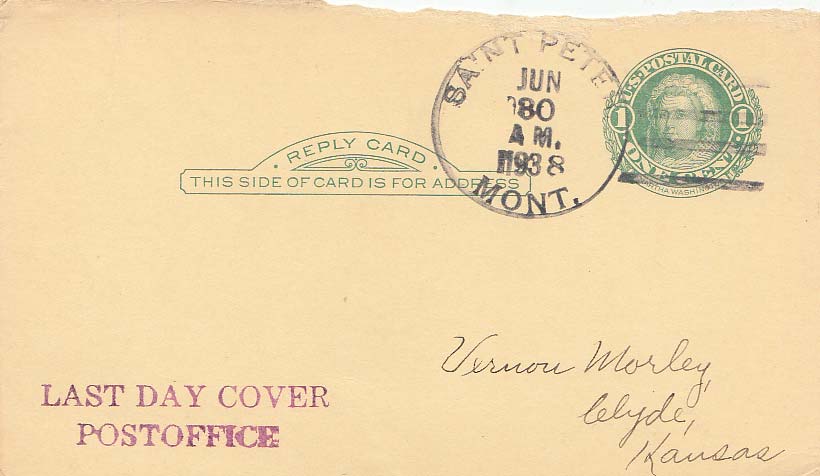 SAINT PETE
JUN
30
A M.
1938
MONT.
U.S. POSTAL CARD
1 1
ONE CENT
MARTHA WASHINGTON
REPLY CARD
THIS SIDE OF CARD IS FOR ADDRESS
Vernon Morley,
Clyde,
Kansas
LAST DAY COVER
POSTOFFICE